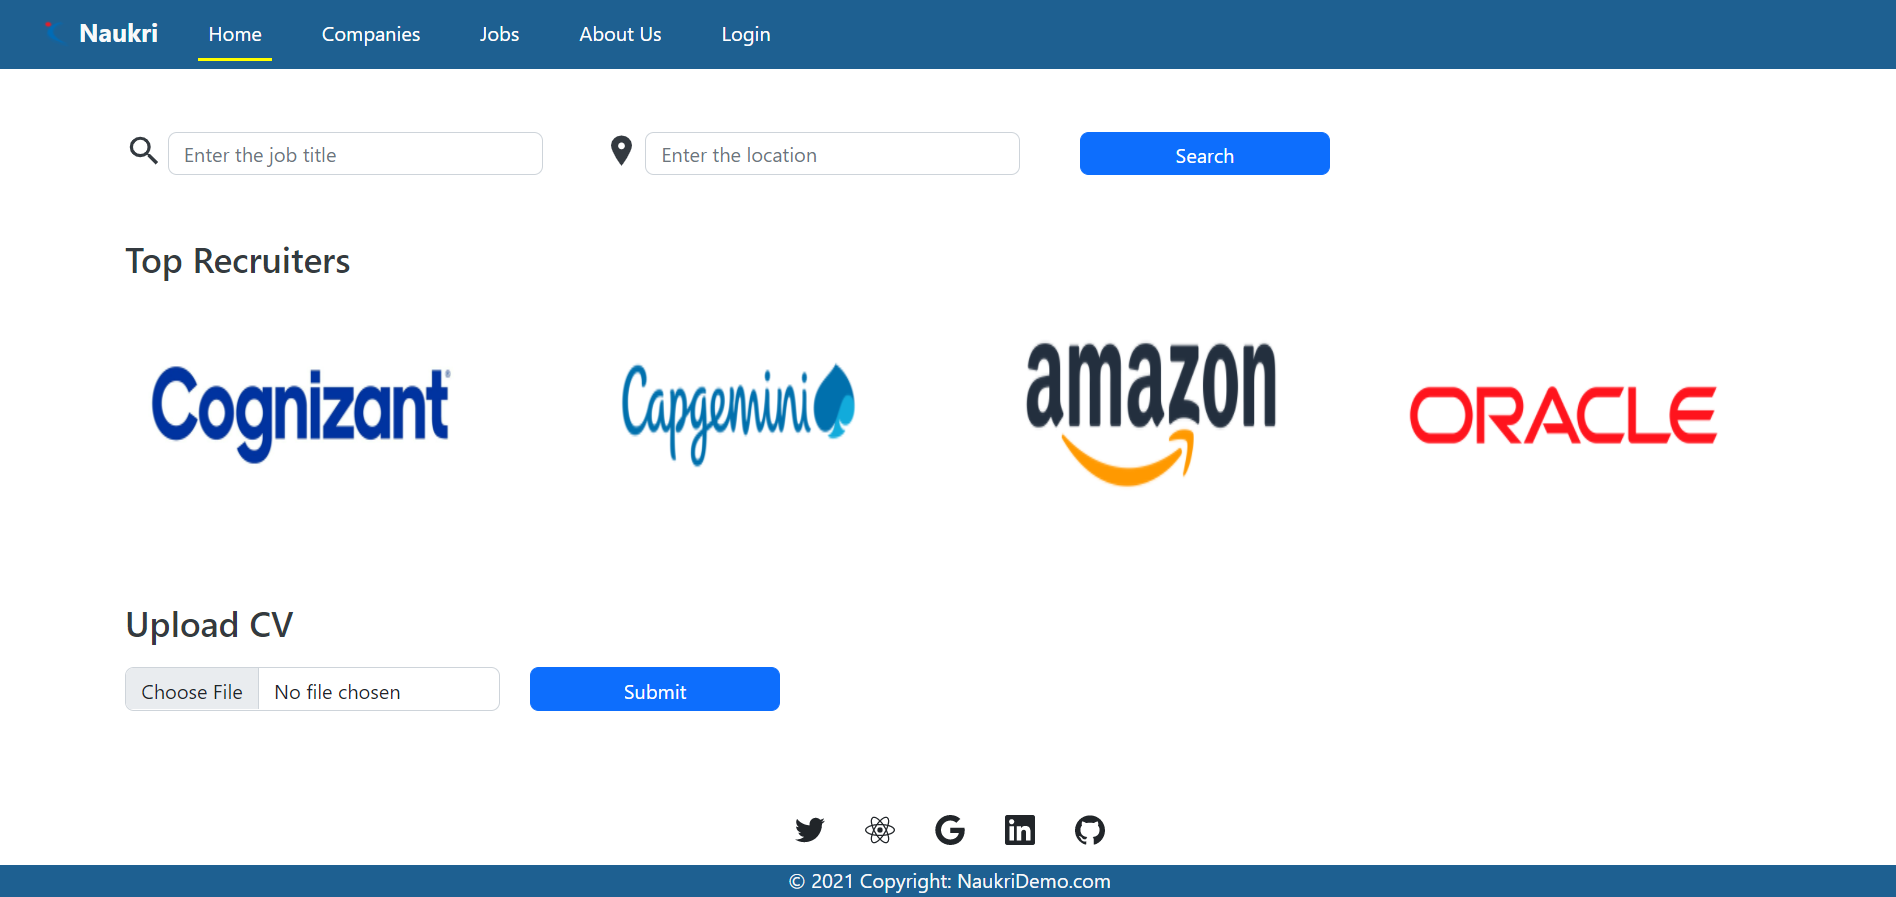 Naukri Home Companies Jobs About Us Login
Enter the job title Enter the location Search
Top Recruiters
Cognizant Capgemini amazon ORACLE
Upload CV
Choose File No file chosen Submit
© 2021 Copyright: NaukriDemo.com